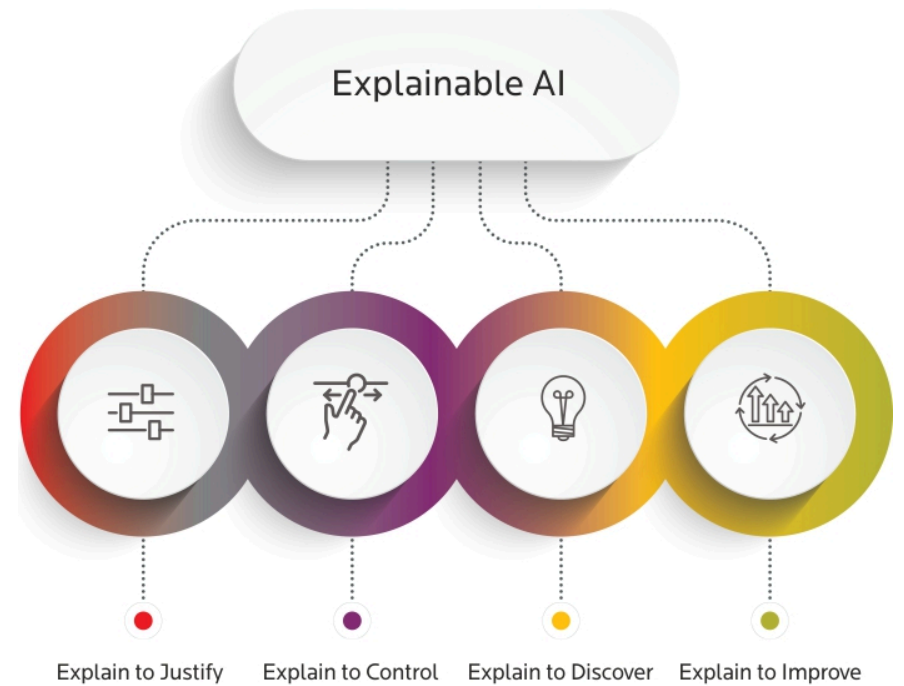 Explainable AI
Explain to Justify
Explain to Control
Explain to Discover
Explain to Improve